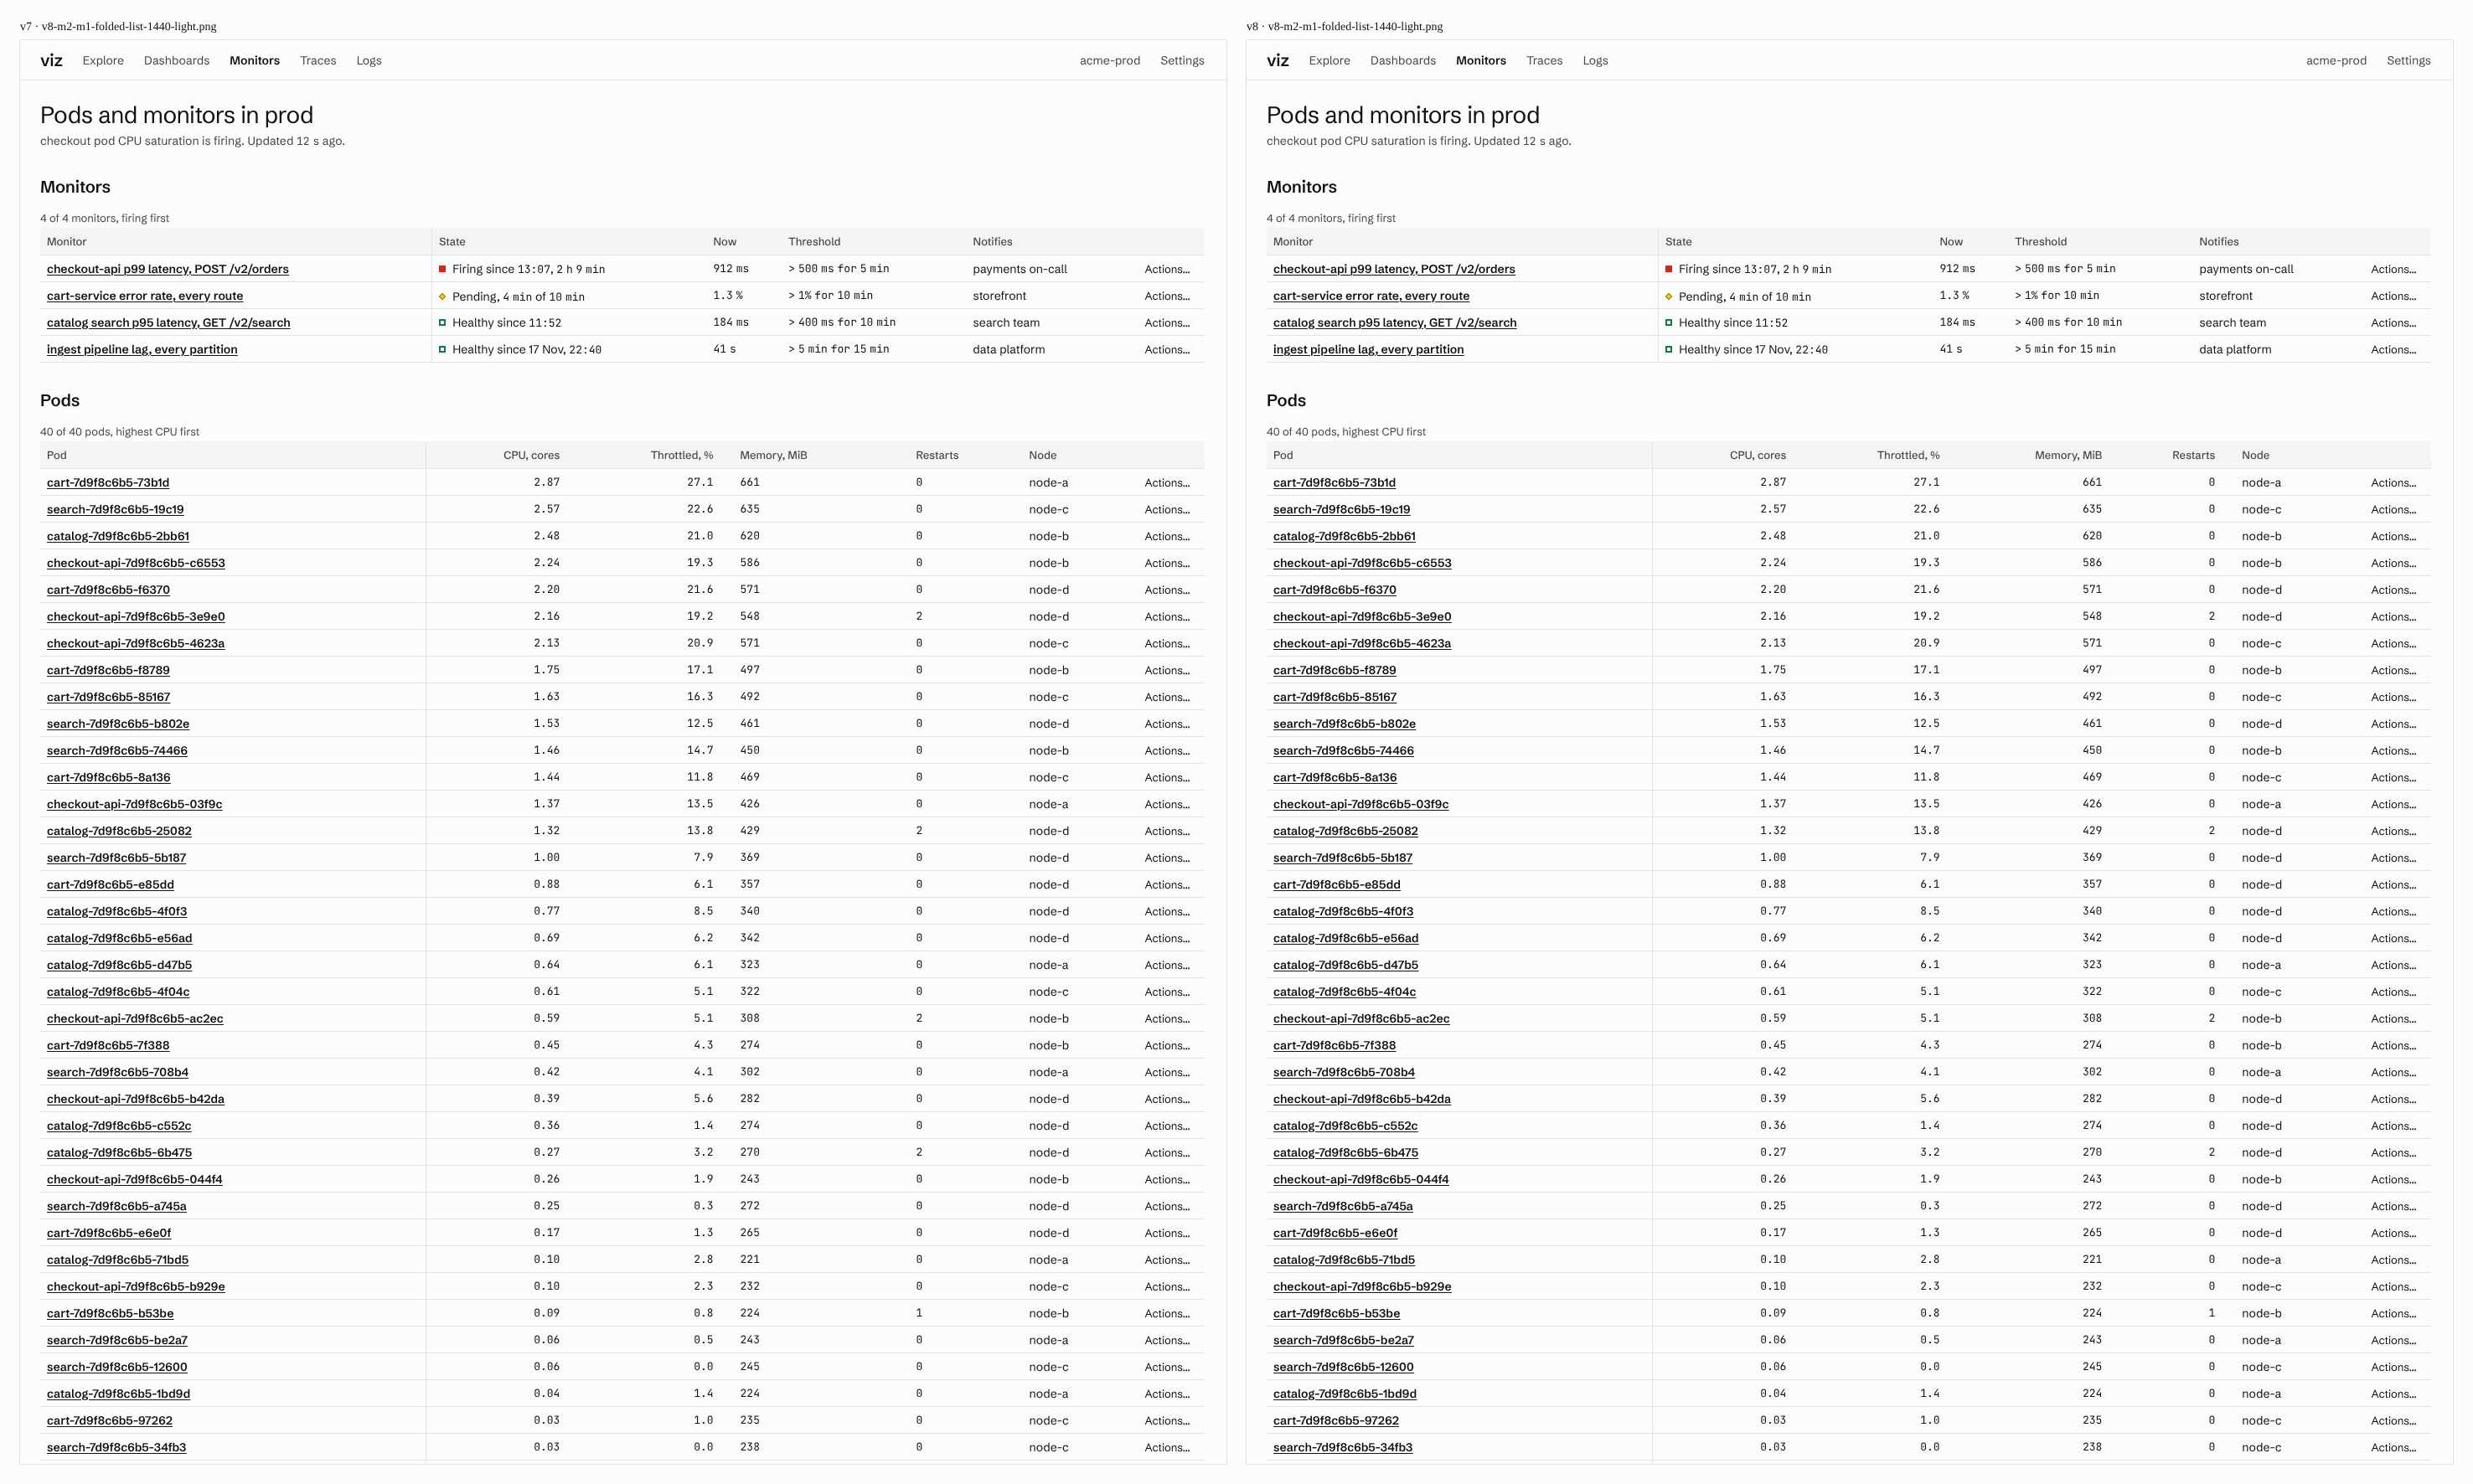 v7 · v8-m2-m1-folded-list-1440-light.png
viz Explore Dashboards Monitors Traces Logs acme-prod Settings
Pods and monitors in prod
checkout pod CPU saturation is firing. Updated 12 s ago.
Monitors
4 of 4 monitors, firing first
Monitor State Now Threshold Notifies
checkout-api p99 latency, POST /v2/orders Firing since 13:07, 2 h 9 min 912 ms > 500 ms for 5 min payments on-call Actions...
cart-service error rate, every route Pending, 4 min of 10 min 1.3 % > 1% for 10 min storefront Actions...
catalog search p95 latency, GET /v2/search Healthy since 11:52 184 ms > 400 ms for 10 min search team Actions...
ingest pipeline lag, every partition Healthy since 17 Nov, 22:40 41 s > 5 min for 15 min data platform Actions...
Pods
40 of 40 pods, highest CPU first
Pod CPU, cores Throttled, % Memory, MiB Restarts Node
cart-7d9f8c6b5-73b1d 2.87 27.1 661 0 node-a Actions...
search-7d9f8c6b5-19c19 2.57 22.6 635 0 node-c Actions...
catalog-7d9f8c6b5-2bb61 2.48 21.0 620 0 node-b Actions...
checkout-api-7d9f8c6b5-c6553 2.24 19.3 586 0 node-b Actions...
cart-7d9f8c6b5-f6370 2.20 21.6 571 0 node-d Actions...
checkout-api-7d9f8c6b5-3e9e0 2.16 19.2 548 2 node-d Actions...
checkout-api-7d9f8c6b5-4623a 2.13 20.9 571 0 node-c Actions...
cart-7d9f8c6b5-f8789 1.75 17.1 497 0 node-b Actions...
cart-7d9f8c6b5-85167 1.63 16.3 492 0 node-c Actions...
search-7d9f8c6b5-b802e 1.53 12.5 461 0 node-d Actions...
search-7d9f8c6b5-74466 1.46 14.7 450 0 node-b Actions...
cart-7d9f8c6b5-8a136 1.44 11.8 469 0 node-c Actions...
checkout-api-7d9f8c6b5-03f9c 1.37 13.5 426 0 node-a Actions...
catalog-7d9f8c6b5-25082 1.32 13.8 429 2 node-d Actions...
search-7d9f8c6b5-5b187 1.00 7.9 369 0 node-d Actions...
cart-7d9f8c6b5-e85dd 0.88 6.1 357 0 node-d Actions...
catalog-7d9f8c6b5-4f0f3 0.77 8.5 340 0 node-d Actions...
catalog-7d9f8c6b5-e56ad 0.69 6.2 342 0 node-d Actions...
catalog-7d9f8c6b5-d47b5 0.64 6.1 323 0 node-a Actions...
catalog-7d9f8c6b5-4f04c 0.61 5.1 322 0 node-c Actions...
checkout-api-7d9f8c6b5-ac2ec 0.59 5.1 308 2 node-b Actions...
cart-7d9f8c6b5-7f388 0.45 4.3 274 0 node-b Actions...
search-7d9f8c6b5-708b4 0.42 4.1 302 0 node-a Actions...
checkout-api-7d9f8c6b5-b42da 0.39 5.6 282 0 node-d Actions...
catalog-7d9f8c6b5-c552c 0.36 1.4 274 0 node-d Actions...
catalog-7d9f8c6b5-6b475 0.27 3.2 270 2 node-d Actions...
checkout-api-7d9f8c6b5-044f4 0.26 1.9 243 0 node-b Actions...
search-7d9f8c6b5-a745a 0.25 0.3 272 0 node-d Actions...
cart-7d9f8c6b5-e6e0f 0.17 1.3 265 0 node-d Actions...
catalog-7d9f8c6b5-71bd5 0.10 2.8 221 0 node-a Actions...
checkout-api-7d9f8c6b5-b929e 0.10 2.3 232 0 node-c Actions...
cart-7d9f8c6b5-b53be 0.09 0.8 224 1 node-b Actions...
search-7d9f8c6b5-be2a7 0.06 0.5 243 0 node-a Actions...
search-7d9f8c6b5-12600 0.06 0.0 245 0 node-c Actions...
catalog-7d9f8c6b5-1bd9d 0.04 1.4 224 0 node-a Actions...
cart-7d9f8c6b5-97262 0.03 1.0 235 0 node-c Actions...
search-7d9f8c6b5-34fb3 0.03 0.0 238 0 node-c Actions...
v8 · v8-m2-m1-folded-list-1440-light.png
viz Explore Dashboards Monitors Traces Logs acme-prod Settings
Pods and monitors in prod
checkout pod CPU saturation is firing. Updated 12 s ago.
Monitors
4 of 4 monitors, firing first
Monitor State Now Threshold Notifies
checkout-api p99 latency, POST /v2/orders Firing since 13:07, 2 h 9 min 912 ms > 500 ms for 5 min payments on-call Actions...
cart-service error rate, every route Pending, 4 min of 10 min 1.3 % > 1% for 10 min storefront Actions...
catalog search p95 latency, GET /v2/search Healthy since 11:52 184 ms > 400 ms for 10 min search team Actions...
ingest pipeline lag, every partition Healthy since 17 Nov, 22:40 41 s > 5 min for 15 min data platform Actions...
Pods
40 of 40 pods, highest CPU first
Pod CPU, cores Throttled, % Memory, MiB Restarts Node
cart-7d9f8c6b5-73b1d 2.87 27.1 661 0 node-a Actions...
search-7d9f8c6b5-19c19 2.57 22.6 635 0 node-c Actions...
catalog-7d9f8c6b5-2bb61 2.48 21.0 620 0 node-b Actions...
checkout-api-7d9f8c6b5-c6553 2.24 19.3 586 0 node-b Actions...
cart-7d9f8c6b5-f6370 2.20 21.6 571 0 node-d Actions...
checkout-api-7d9f8c6b5-3e9e0 2.16 19.2 548 2 node-d Actions...
checkout-api-7d9f8c6b5-4623a 2.13 20.9 571 0 node-c Actions...
cart-7d9f8c6b5-f8789 1.75 17.1 497 0 node-b Actions...
cart-7d9f8c6b5-85167 1.63 16.3 492 0 node-c Actions...
search-7d9f8c6b5-b802e 1.53 12.5 461 0 node-d Actions...
search-7d9f8c6b5-74466 1.46 14.7 450 0 node-b Actions...
cart-7d9f8c6b5-8a136 1.44 11.8 469 0 node-c Actions...
checkout-api-7d9f8c6b5-03f9c 1.37 13.5 426 0 node-a Actions...
catalog-7d9f8c6b5-25082 1.32 13.8 429 2 node-d Actions...
search-7d9f8c6b5-5b187 1.00 7.9 369 0 node-d Actions...
cart-7d9f8c6b5-e85dd 0.88 6.1 357 0 node-d Actions...
catalog-7d9f8c6b5-4f0f3 0.77 8.5 340 0 node-d Actions...
catalog-7d9f8c6b5-e56ad 0.69 6.2 342 0 node-d Actions...
catalog-7d9f8c6b5-d47b5 0.64 6.1 323 0 node-a Actions...
catalog-7d9f8c6b5-4f04c 0.61 5.1 322 0 node-c Actions...
checkout-api-7d9f8c6b5-ac2ec 0.59 5.1 308 2 node-b Actions...
cart-7d9f8c6b5-7f388 0.45 4.3 274 0 node-b Actions...
search-7d9f8c6b5-708b4 0.42 4.1 302 0 node-a Actions...
checkout-api-7d9f8c6b5-b42da 0.39 5.6 282 0 node-d Actions...
catalog-7d9f8c6b5-c552c 0.36 1.4 274 0 node-d Actions...
catalog-7d9f8c6b5-6b475 0.27 3.2 270 2 node-d Actions...
checkout-api-7d9f8c6b5-044f4 0.26 1.9 243 0 node-b Actions...
search-7d9f8c6b5-a745a 0.25 0.3 272 0 node-d Actions...
cart-7d9f8c6b5-e6e0f 0.17 1.3 265 0 node-d Actions...
catalog-7d9f8c6b5-71bd5 0.10 2.8 221 0 node-a Actions...
checkout-api-7d9f8c6b5-b929e 0.10 2.3 232 0 node-c Actions...
cart-7d9f8c6b5-b53be 0.09 0.8 224 1 node-b Actions...
search-7d9f8c6b5-be2a7 0.06 0.5 243 0 node-a Actions...
search-7d9f8c6b5-12600 0.06 0.0 245 0 node-c Actions...
catalog-7d9f8c6b5-1bd9d 0.04 1.4 224 0 node-a Actions...
cart-7d9f8c6b5-97262 0.03 1.0 235 0 node-c Actions...
search-7d9f8c6b5-34fb3 0.03 0.0 238 0 node-c Actions...